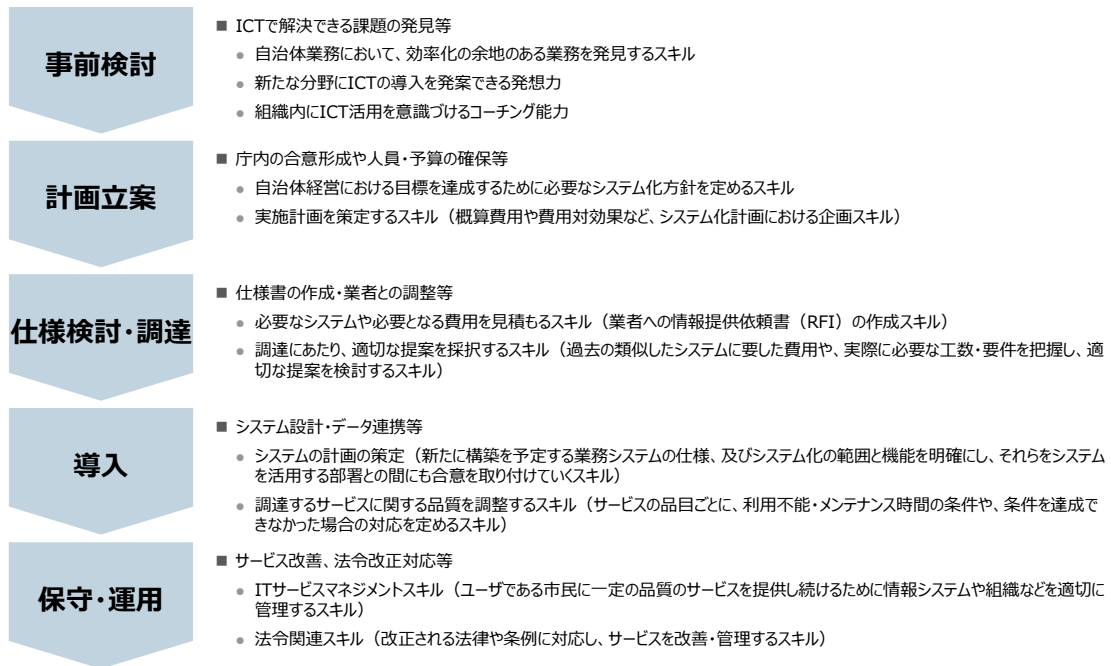 事前検討
■ ICTで解決できる課題の発見等
● 自治体業務において、効率化の余地のある業務を発見するスキル
● 新たな分野にICTの導入を発案できる発想力
● 組織内にICT活用を意識づけるコーチング能力
計画立案
■ 庁内の合意形成や人員・予算の確保等
● 自治体経営における目標を達成するために必要なシステム化方針を定めるスキル
● 実施計画を策定するスキル（概算費用や費用対効果など、システム化計画における企画スキル）
仕様検討・調達
■ 仕様書の作成・業者との調整等
● 必要なシステムや必要となる費用を見積もるスキル（業者への情報提供依頼書（RFI）の作成スキル）
● 調達にあたり、適切な提案を採択するスキル（過去の類似したシステムに要した費用や、実際に必要な工数・要件を把握し、適
切な提案を検討するスキル）
導入
■ システム設計・データ連携等
● システムの計画の策定（新たに構築を予定する業務システムの仕様、及びシステム化の範囲と機能を明確にし、それらをシステム
を活用する部署との間にも合意を取り付けていくスキル）
● 調達するサービスに関する品質を調整するスキル（サービスの品目ごとに、利用不能・メンテナンス時間の条件や、条件を達成で
きなかった場合の対応を定めるスキル）
保守・運用
■ サービス改善、法令改正対応等
● ITサービスマネジメントスキル（ユーザである市民に一定の品質のサービスを提供し続けるために情報システムや組織などを適切に
管理するスキル）
● 法令関連スキル（改正される法律や条例に対応し、サービスを改善・管理するスキル）